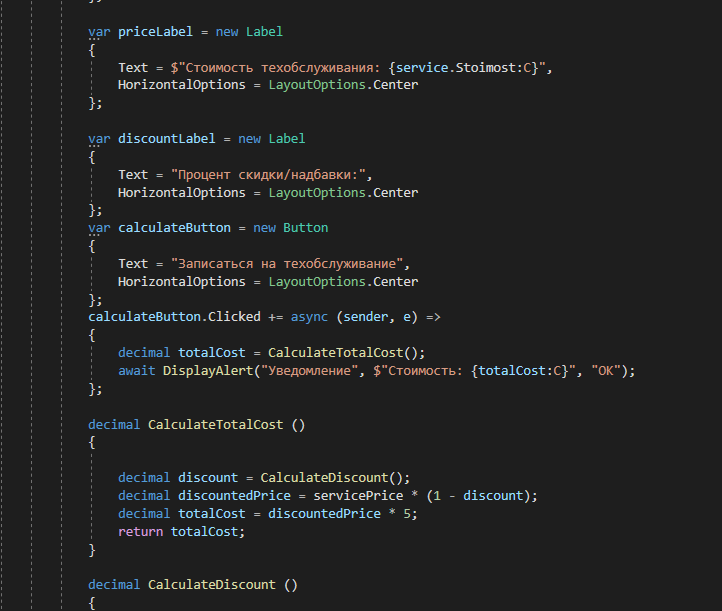 };
var priceLabel = new Label
{
Text = $"Стоимость техобслуживания: {service.Stoimost:C}",
HorizontalOptions = LayoutOptions.Center
};
var discountLabel = new Label
{
Text = "Процент скидки/надбавки:",
HorizontalOptions = LayoutOptions.Center
};
var calculateButton = new Button
{
Text = "Записаться на техобслуживание",
HorizontalOptions = LayoutOptions.Center
};
calculateButton.Clicked += async (sender, e) =>
{
decimal totalCost = CalculateTotalCost();
await DisplayAlert("Уведомление", $"Стоимость: {totalCost:C}", "OK");
};
decimal CalculateTotalCost ()
{
decimal discount = CalculateDiscount();
decimal discountedPrice = servicePrice * (1 - discount);
decimal totalCost = discountedPrice * 5;
return totalCost;
}
decimal CalculateDiscount ()
{